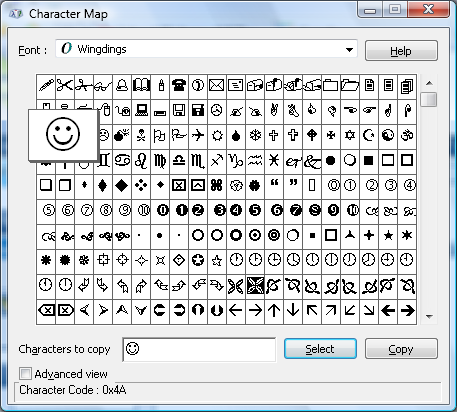 Character Map
Font : O Wingdings
Help
Characters to copy ☺
Select
Copy
Advanced view
Character Code : 0x4A